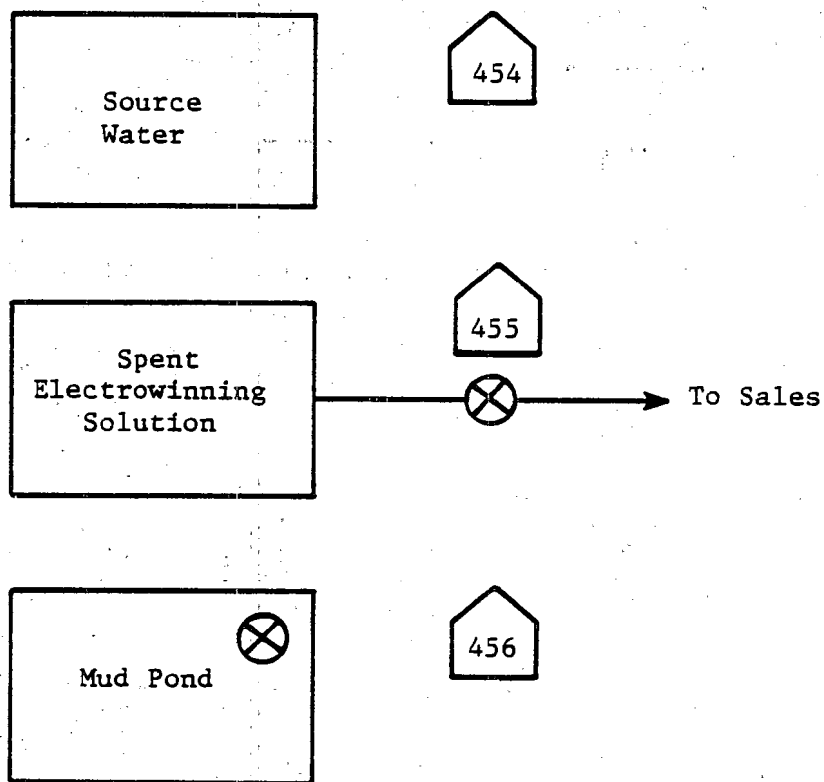 Source
Water
454
Spent
Electrowinning
Solution
455
To Sales
Mud Pond
456